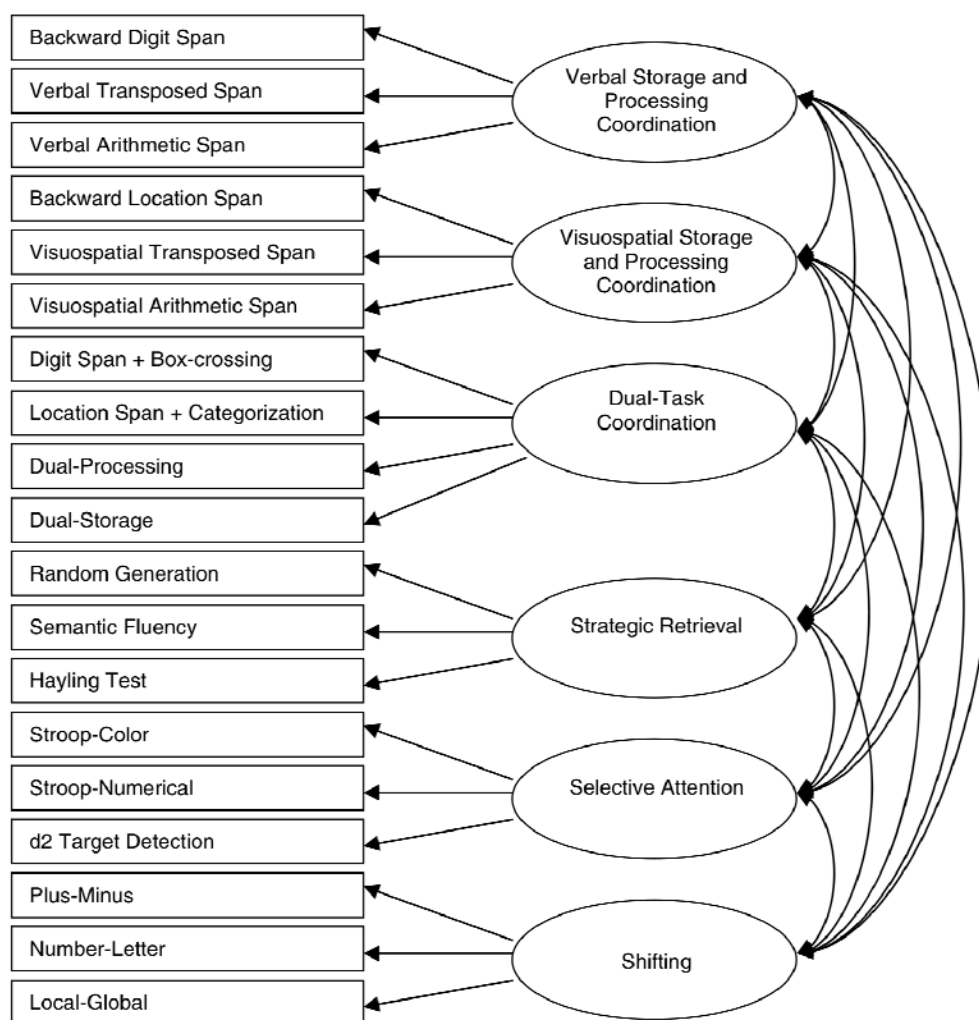 Backward Digit Span
Verbal Transposed Span
Verbal Arithmetic Span
Backward Location Span
Visuospatial Transposed Span
Visuospatial Arithmetic Span
Digit Span + Box-crossing
Location Span + Categorization
Dual-Processing
Dual-Storage
Random Generation
Semantic Fluency
Hayling Test
Stroop-Color
Stroop-Numerical
d2 Target Detection
Plus-Minus
Number-Letter
Local-Global
Verbal Storage and
Processing
Coordination
Visuospatial Storage
and Processing
Coordination
Dual-Task
Coordination
Strategic Retrieval
Selective Attention
Shifting